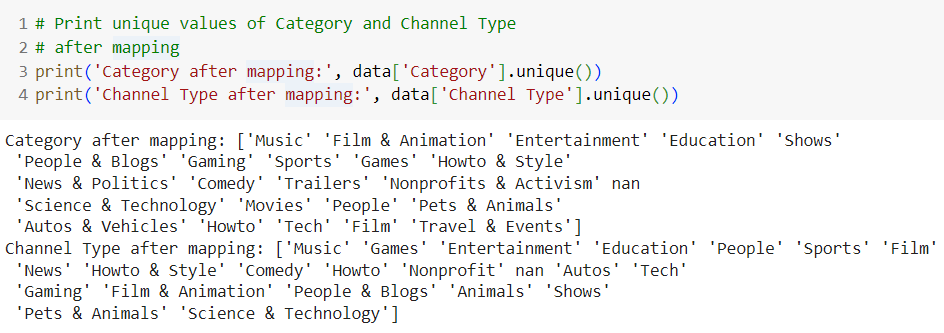 1 # Print unique values of Category and Channel Type
2 # after mapping
3 print('Category after mapping:', data['Category'].unique())
4 print('Channel Type after mapping:', data['Channel Type'].unique())
Category after mapping: ['Music' 'Film & Animation' 'Entertainment' 'Education' 'Shows'
 'People & Blogs' 'Gaming' 'Sports' 'Games' 'Howto & Style'
 'News & Politics' 'Comedy' 'Trailers' 'Nonprofits & Activism' nan
 'Science & Technology' 'Movies' 'People' 'Pets & Animals'
 'Autos & Vehicles' 'Howto' 'Tech' 'Film' 'Travel & Events']
Channel Type after mapping: ['Music' 'Games' 'Entertainment' 'Education' 'People' 'Sports' 'Film'
 'News' 'Howto & Style' 'Comedy' 'Howto' 'Nonprofit' nan 'Autos' 'Tech'
 'Gaming' 'Film & Animation' 'People & Blogs' 'Animals' 'Shows'
 'Pets & Animals' 'Science & Technology']